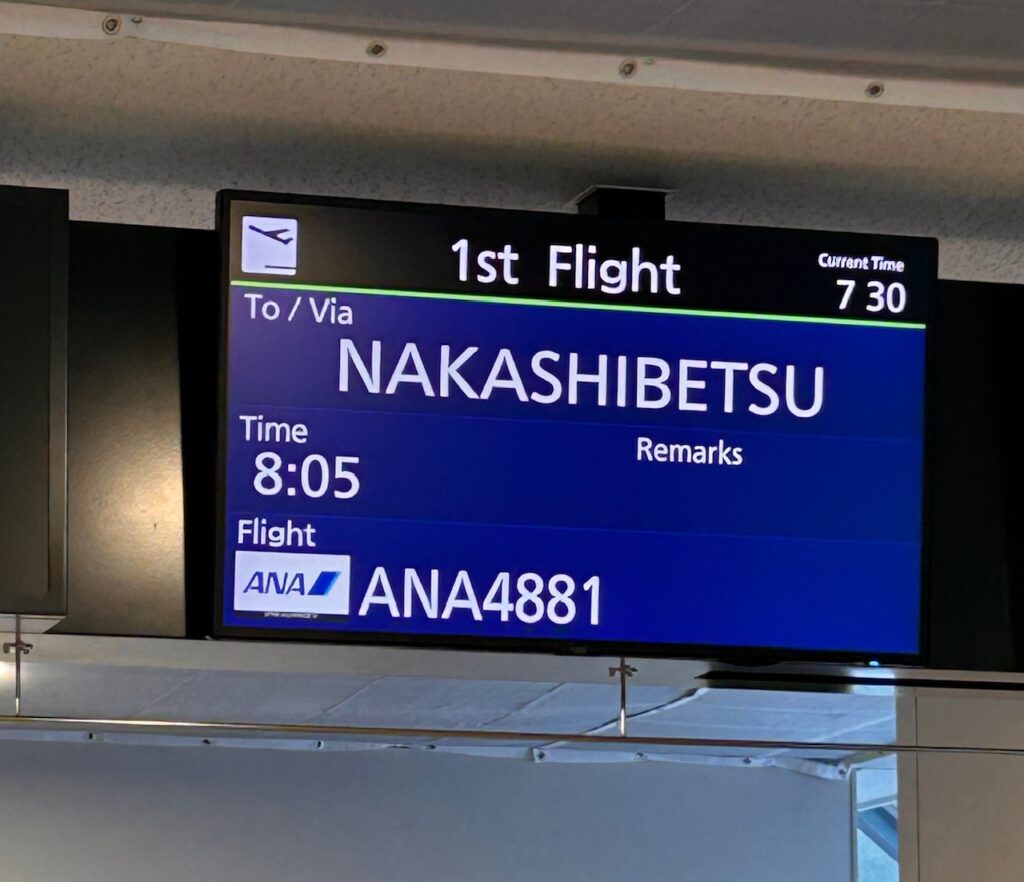 1st Flight
Current Time
7 30
To / Via
NAKASHIBETSU
Time
Remarks
8:05
Flight
ANA
ANA4881